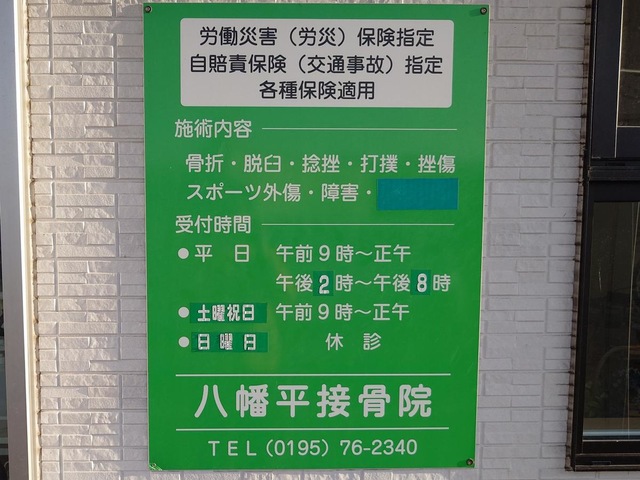 労働災害（労災）保険指定
自賠責保険（交通事故）指定
各種保険適用
施術内容
骨折・脱臼・捻挫・打撲・挫傷
スポーツ外傷・障害・
受付時間
●平　日　午前9時～正午
午後2時～午後8時
●土曜祝日　午前9時～正午
●日曜日　休　診
八幡平接骨院
TEL（0195）76-2340